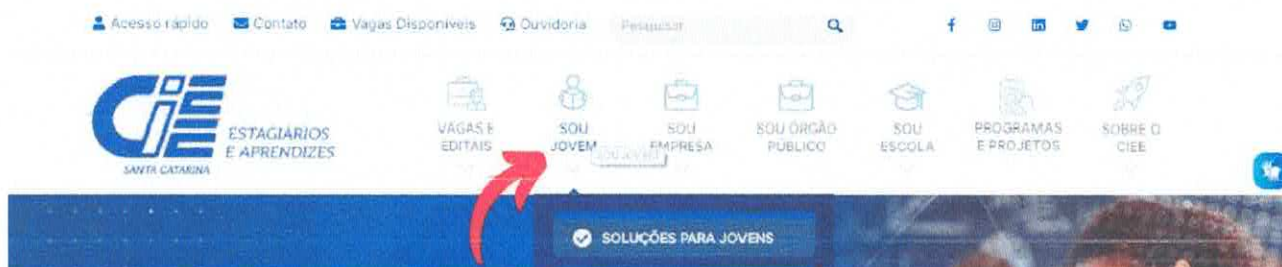 Acesso rápido Contato Vagas Disponíveis Ouvidoria Pesquisar
CIEE
ESTAGIÁRIOS
E APRENDIZES
SANTA CATARINA
VAGAS E
EDITAIS
SOU
JOVEM
SOU
EMPRESA
SOU ÓRGÃO
PÚBLICO
SOU
ESCOLA
PROGRAMAS
E PROJETOS
SOBRE O
CIEE
SOLUÇÕES PARA JOVENS